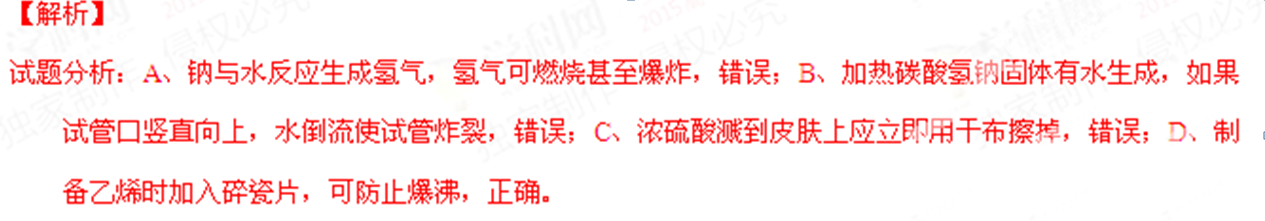 【解析】
试题分析：A、钠与水反应生成氢气，氢气可燃烧甚至爆炸，错误；B、加热碳酸氢钠固体有水生成，如果
试管口竖直向上，水倒流使试管炸裂，错误；C、浓硫酸溅到皮肤上应立即用干布擦掉，错误；D、制
备乙烯时加入碎瓷片，可防止爆沸，正确。